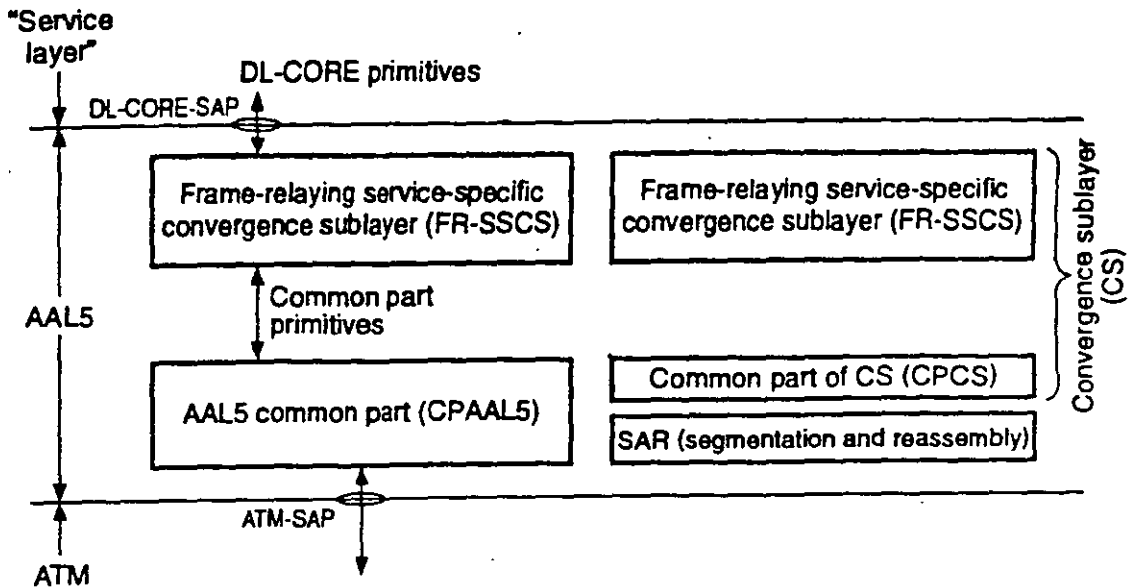 "Service
layer"
DL-CORE primitives
DL-CORE-SAP
Frame-relaying service-specific
convergence sublayer (FR-SSCS)
Frame-relaying service-specific
convergence sublayer (FR-SSCS)
Convergence sublayer
(CS)
Common part
primitives
AAL5
AAL5 common part (CPAAL5)
Common part of CS (CPCS)
SAR (segmentation and reassembly)
ATM-SAP
ATM